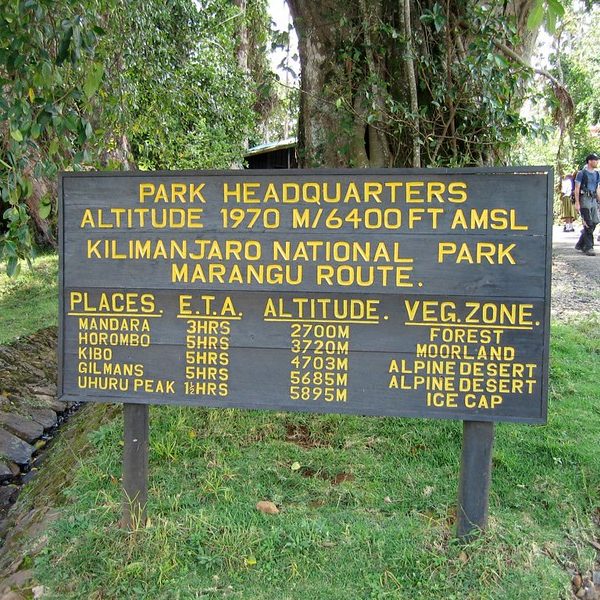 PARK HEADQUARTERS
ALTITUDE 1970 M/6400 FT AMSL
KILIMANJARO NATIONAL PARK
MARANGU ROUTE.
PLACES. E.T.A. ALTITUDE. VEG. ZONE.
MANDARA 3HRS 2700M FOREST
HOROMBO 5HRS 3720M MOORLAND
KIBO 5HRS 4703M ALPINE DESERT
GILMANS 5HRS 5685M ALPINE DESERT
UHURU PEAK 1½HRS 5895M ICE CAP